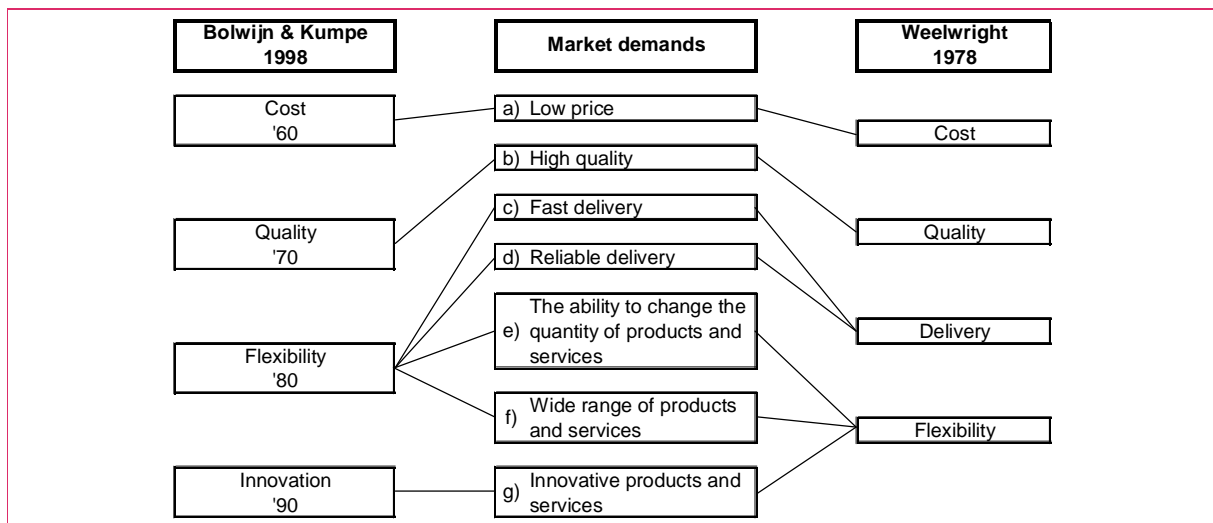 Bolwijn & Kumpe
1998
Market demands
Weelwright
1978
Cost
'60
Quality
'70
Flexibility
'80
Innovation
'90
a) Low price
b) High quality
c) Fast delivery
d) Reliable delivery
e) The ability to change the
quantity of products and
services
f) Wide range of products
and services
g) Innovative products and
services
Cost
Quality
Delivery
Flexibility